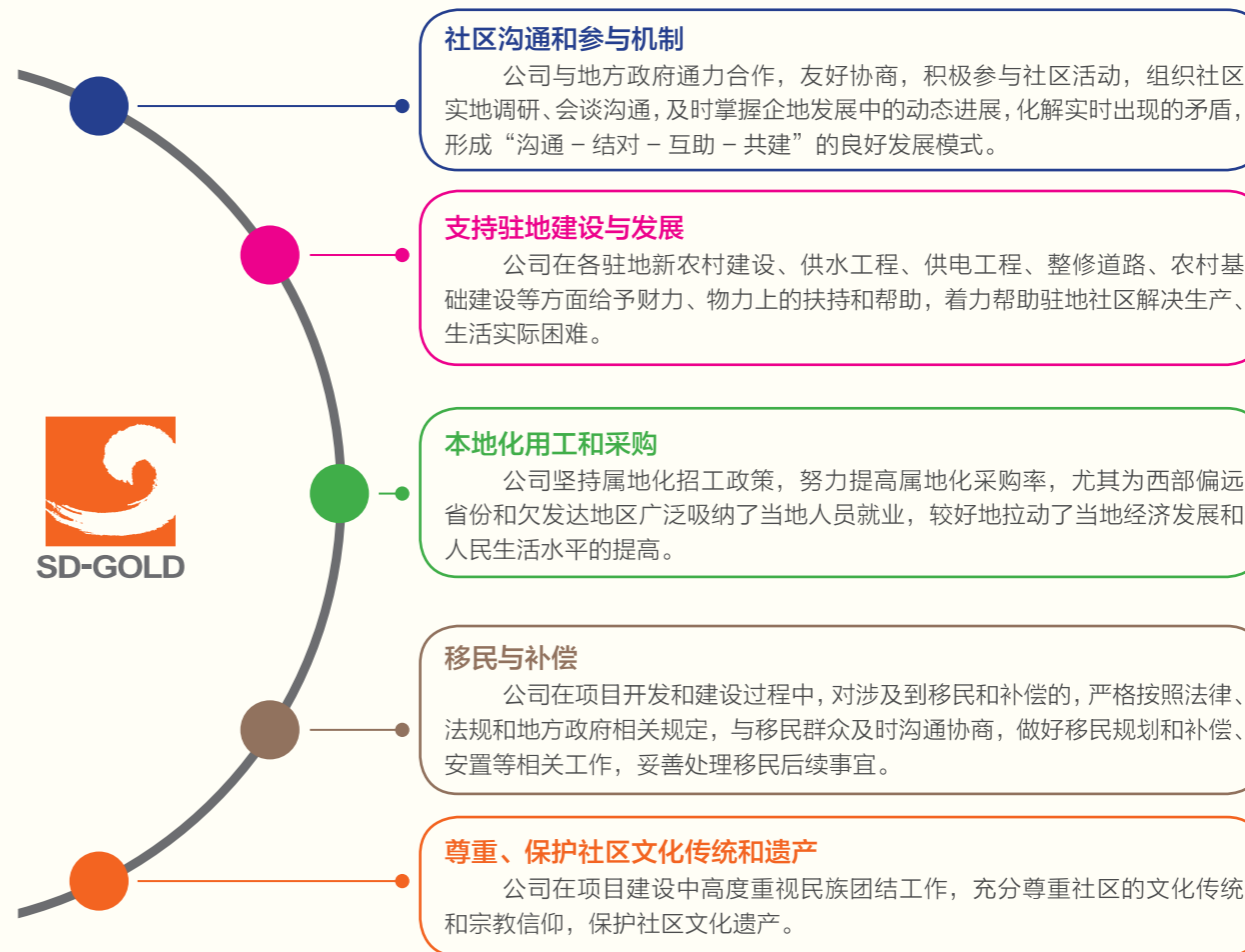 社区沟通和参与机制
公司与地方政府通力合作，友好协商，积极参与社区活动，组织社区
实地调研、会谈沟通，及时掌握企地发展中的动态进展，化解实时出现的矛盾，
形成“沟通 – 结对 – 互助 – 共建”的良好发展模式。
支持驻地建设与发展
公司在各驻地新农村建设、供水工程、供电工程、整修道路、农村基
础建设等方面给予财力、物力上的扶持和帮助，着力帮助驻地社区解决生产、
生活实际困难。
SD-GOLD
本地化用工和采购
公司坚持属地化招工政策，努力提高属地化采购率，尤其为西部偏远
省份和欠发达地区广泛吸纳了当地人员就业，较好地拉动了当地经济发展和
人民生活水平的提高。
移民与补偿
公司在项目开发和建设过程中，对涉及到移民和补偿的，严格按照法律、
法规和地方政府相关规定，与移民群众及时沟通协商，做好移民规划和补偿、
安置等相关工作，妥善处理移民后续事宜。
尊重、保护社区文化传统和遗产
公司在项目建设中高度重视民族团结工作，充分尊重社区的文化传统
和宗教信仰，保护社区文化遗产。